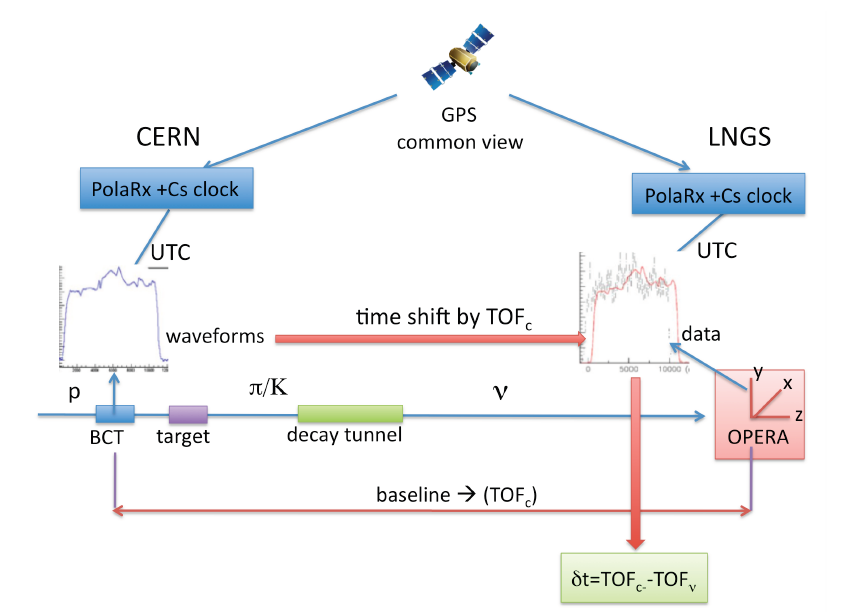 GPS
common view
CERN
LNGS
PolaRx +Cs clock
PolaRx +Cs clock
UTC
UTC
waveforms
time shift by TOFc
data
0
5000
10000
p
π/K
ν
y
x
z
BCT
target
decay tunnel
OPERA
baseline → (TOFc)
δt=TOFc--TOFν